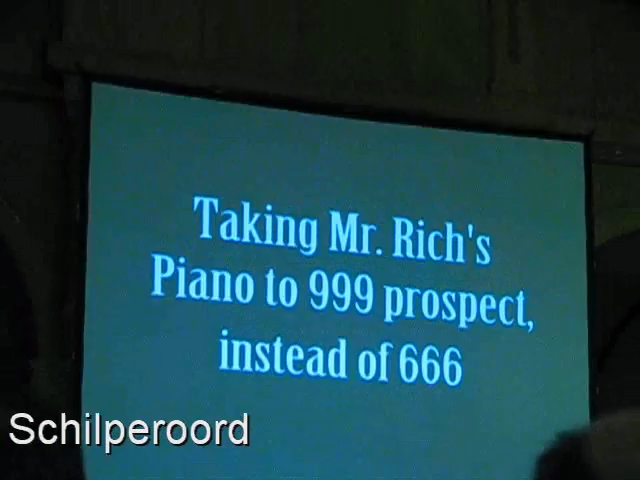 Taking Mr. Rich's
Piano to 999 prospect,
instead of 666
Schilperoord